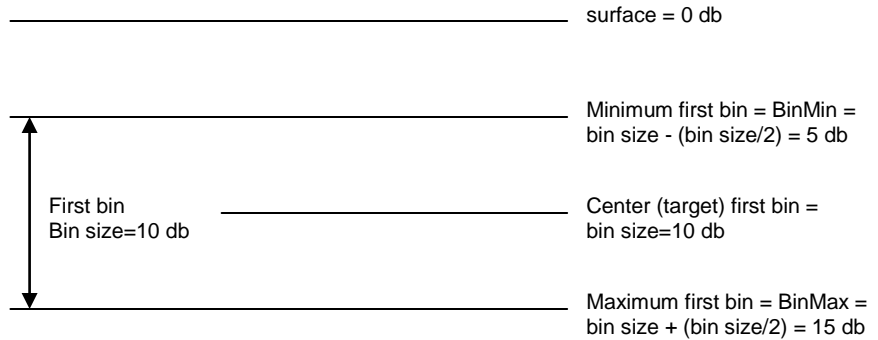 surface = 0 db
Minimum first bin = BinMin =
bin size - (bin size/2) = 5 db
First bin
Bin size=10 db
Center (target) first bin =
bin size=10 db
Maximum first bin = BinMax =
bin size + (bin size/2) = 15 db